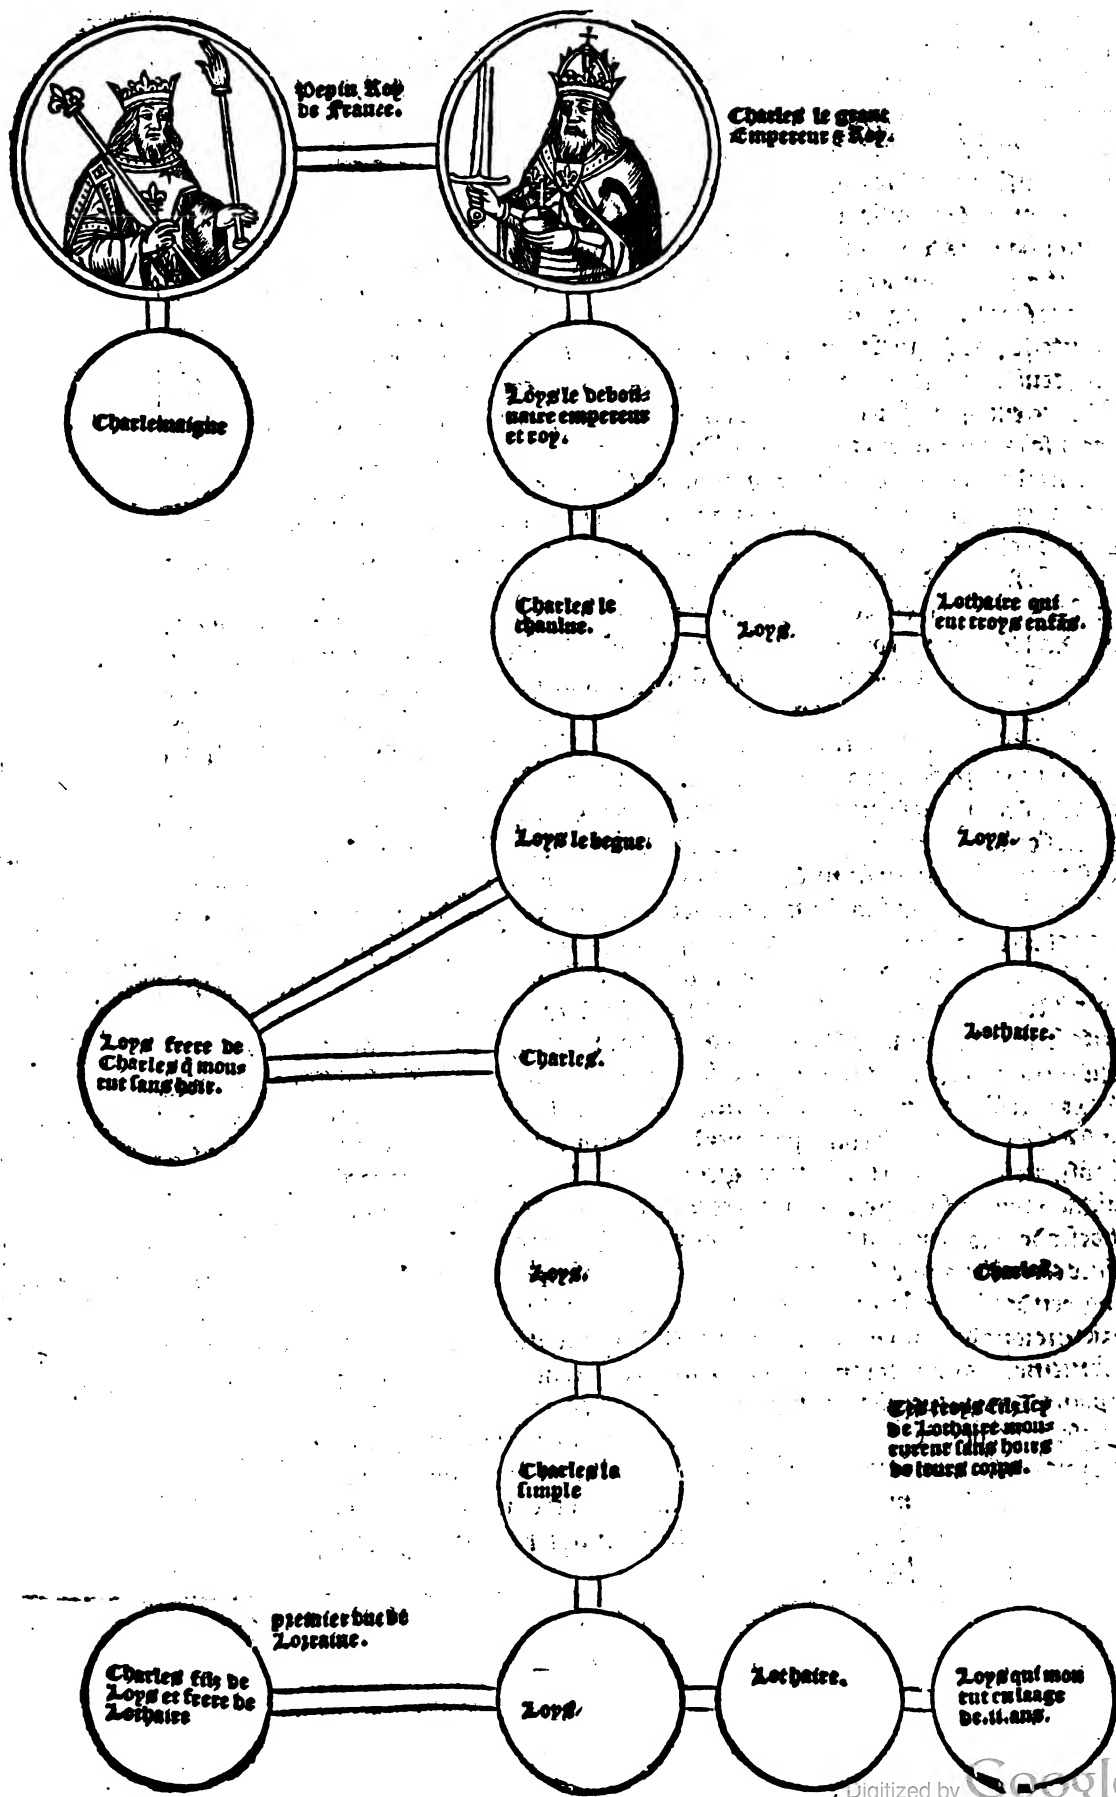 Pepin Roy
de France.
Charles le grant
Empereur & Roy.
Charlemaigne
Loys le debon-
naire empereur
et roy.
Charles le
chaulue.
Loys.
Lothaire qui
eut troys enfãs.
Loys le begue.
Loys.
Loys frere de
Charles q̃ mou-
rut sans hoir.
Charles.
Lothaire.
Loys.
Charles.
troys filz icy
de Lothaire mou-
rurent sans hoirs
de leurs corps.
Charles le
simple
premier duc de
Lorraine.
Charles filz de
Loys et frere de
Lothaire
Loys.
Lothaire.
Loys qui mou
rut en laage
de ans.
Digitized by Google